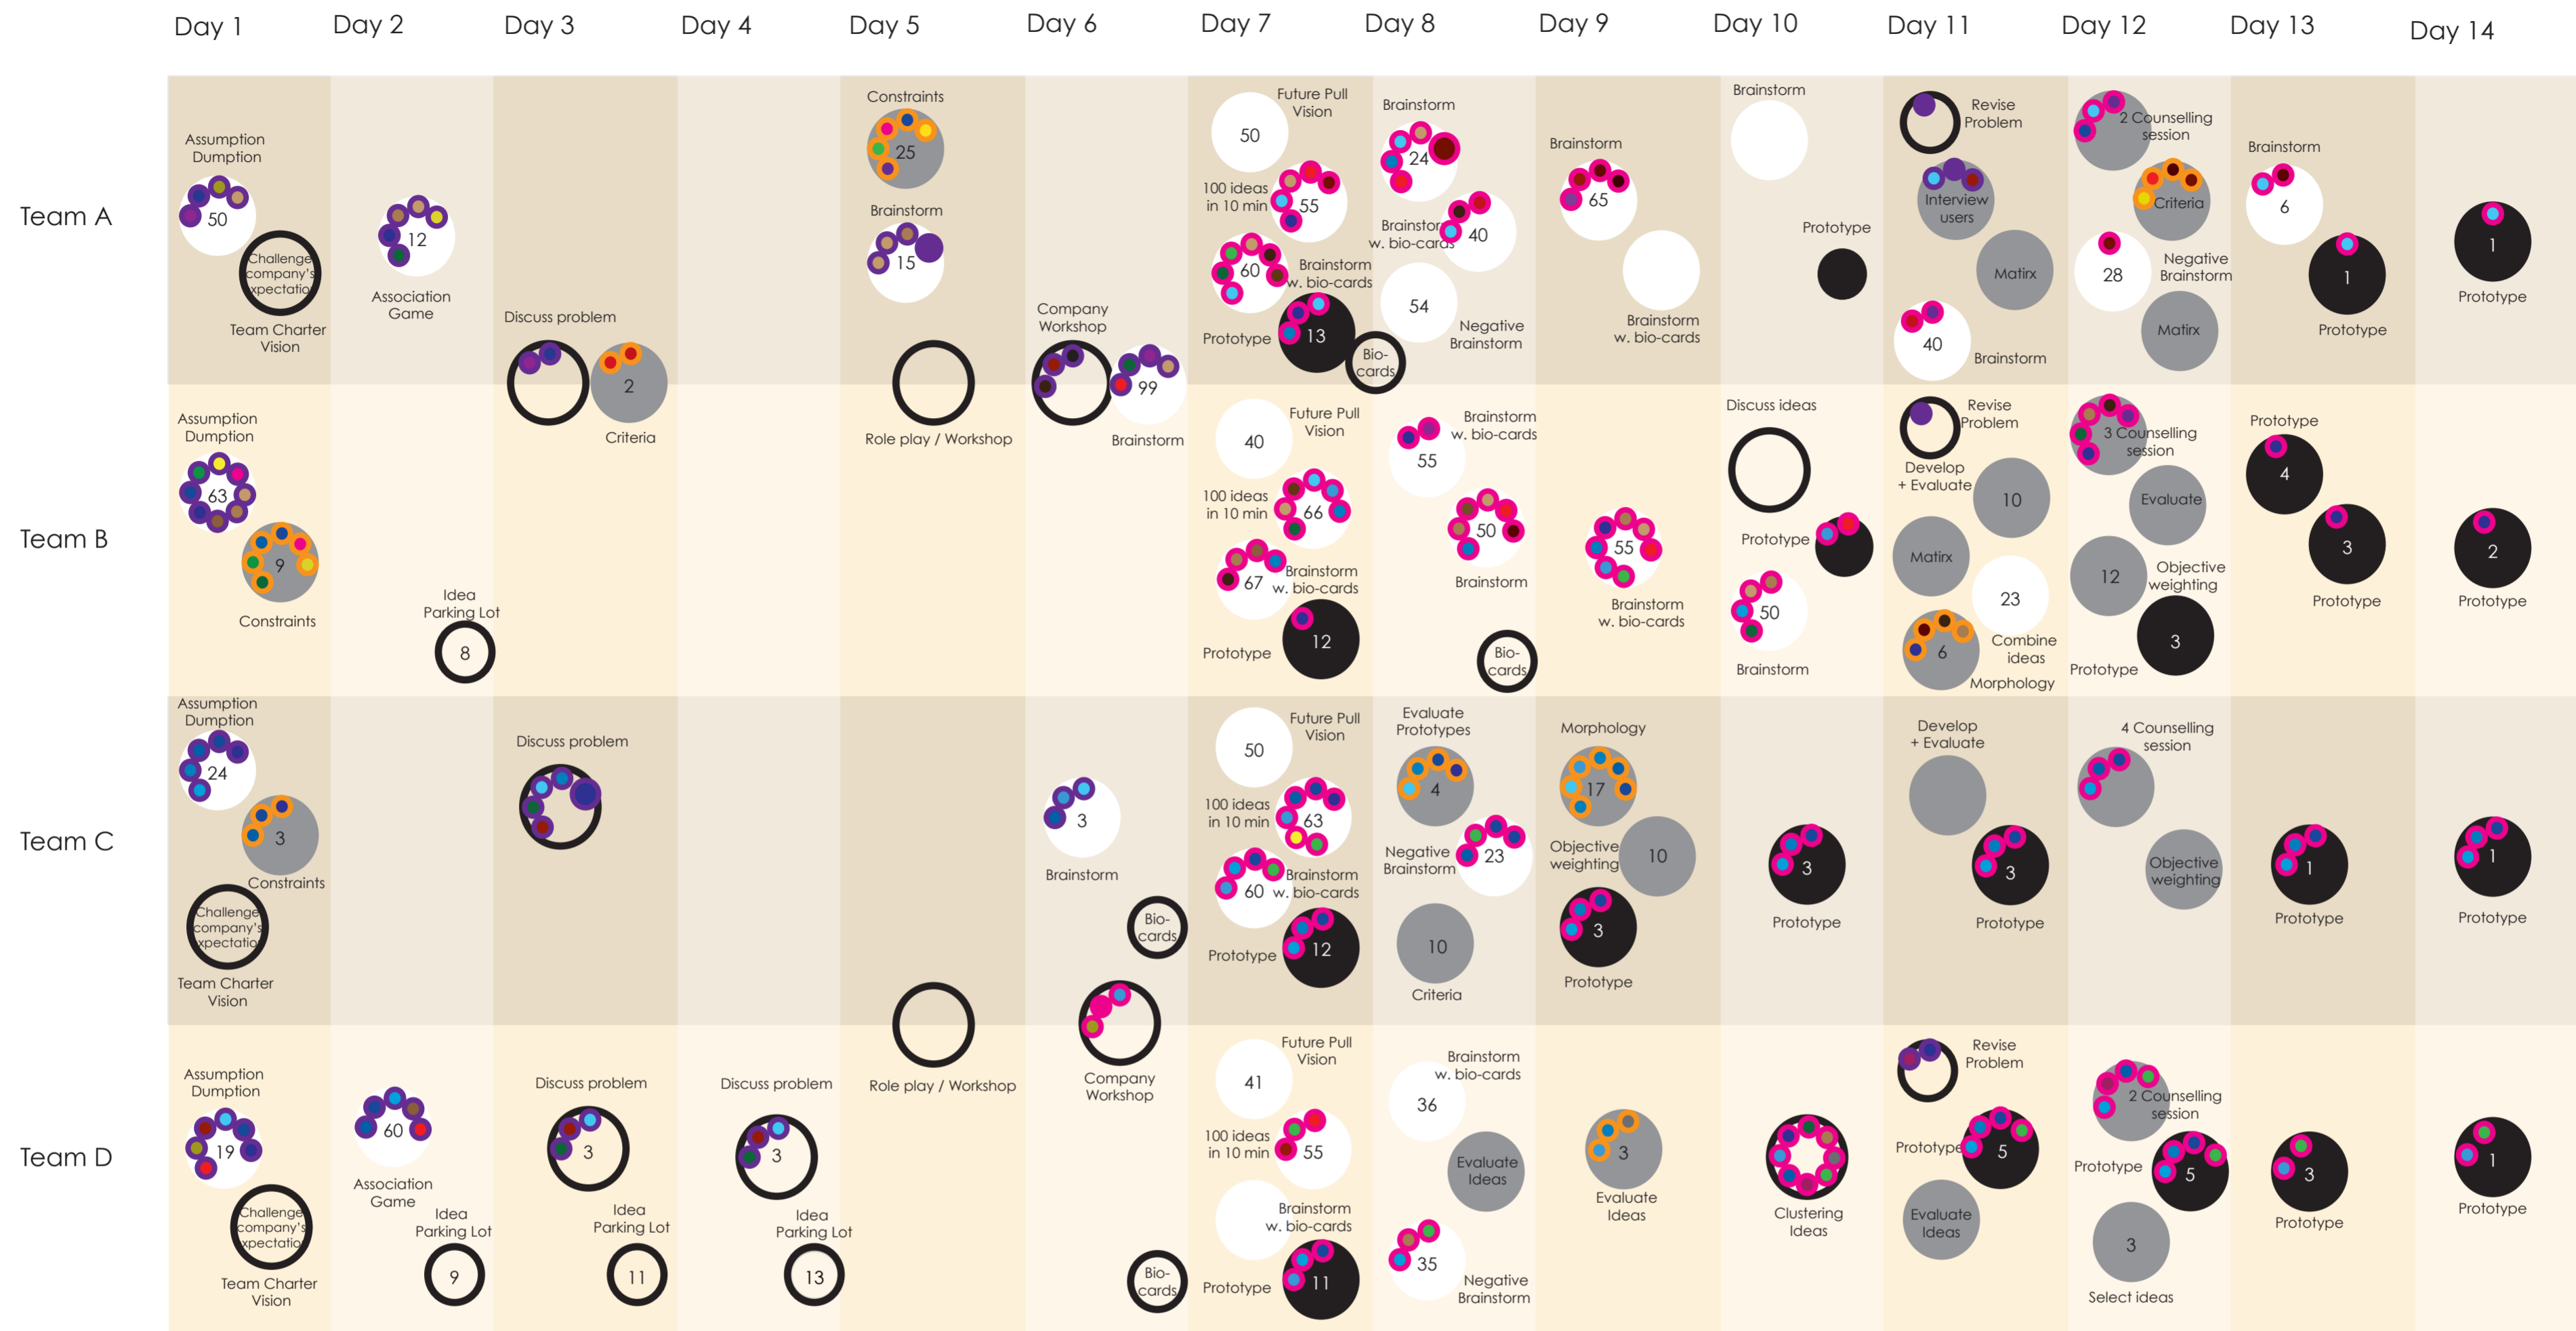 Day 1
Day 2
Day 3
Day 4
Day 5
Day 6
Day 7
Day 8
Day 9
Day 10
Day 11
Day 12
Day 13
Day 14
Team A
Assumption
Dumption
50
Challenge
company's
xpectatio
Team Charter
Vision
12
Association
Game
Discuss problem
2
Criteria
Constraints
25
Brainstorm
15
Role play / Workshop
Company
Workshop
99
Brainstorm
Future Pull
Vision
50
100 ideas
in 10 min
55
60
Brainstorm
w. bio-cards
Prototype
13
Bio-
cards
Brainstorm
24
Brainstorm
w. bio-cards
40
54
Negative
Brainstorm
Brainstorm
65
Brainstorm
w. bio-cards
Brainstorm
Prototype
Revise
Problem
Interview
users
Matirx
40
Brainstorm
2 Counselling
session
Criteria
28
Negative
Brainstorm
Matirx
Brainstorm
6
1
Prototype
1
Prototype
Team B
Assumption
Dumption
63
9
Constraints
Idea
Parking Lot
8
Future Pull
Vision
40
100 ideas
in 10 min
66
67
Brainstorm
w. bio-cards
Prototype
12
Brainstorm
w. bio-cards
55
50
Brainstorm
Bio-
cards
55
Brainstorm
w. bio-cards
Discuss ideas
Prototype
50
Brainstorm
Revise
Problem
Develop
+ Evaluate
10
Matirx
23
Combine
ideas
6
Morphology
3 Counselling
session
Evaluate
12
Objective
weighting
Prototype
3
Prototype
4
3
Prototype
2
Prototype
Team C
Assumption
Dumption
24
3
Constraints
Challenge
company's
xpectatio
Team Charter
Vision
Discuss problem
Role play / Workshop
3
Brainstorm
Bio-
cards
Company
Workshop
Future Pull
Vision
50
100 ideas
in 10 min
63
60
Brainstorm
w. bio-cards
Prototype
12
Evaluate
Prototypes
4
Negative
Brainstorm
23
10
Criteria
Morphology
17
Objective
weighting
10
3
Prototype
3
Prototype
Develop
+ Evaluate
3
Prototype
4 Counselling
session
Objective
weighting
1
Prototype
1
Prototype
Team D
Assumption
Dumption
19
Challenge
company's
xpectatio
Team Charter
Vision
60
Association
Game
Idea
Parking Lot
9
Discuss problem
3
Idea
Parking Lot
11
Discuss problem
3
Idea
Parking Lot
13
Bio-
cards
Future Pull
Vision
41
100 ideas
in 10 min
55
Brainstorm
w. bio-cards
Prototype
11
Brainstorm
w. bio-cards
36
Evaluate
Ideas
35
Negative
Brainstorm
3
Evaluate
Ideas
Clustering
Ideas
Revise
Problem
Prototype
5
Evaluate
Ideas
2 Counselling
session
Prototype
5
3
Select ideas
3
Prototype
1
Prototype